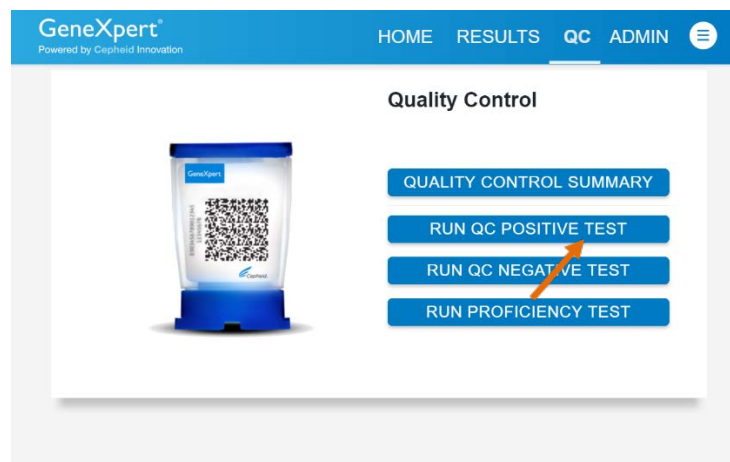 GeneXpert®
Powered by Cepheid Innovation
HOME RESULTS QC ADMIN
Quality Control
GeneXpert
Cepheid
QUALITY CONTROL SUMMARY
RUN QC POSITIVE TEST
RUN QC NEGATIVE TEST
RUN PROFICIENCY TEST